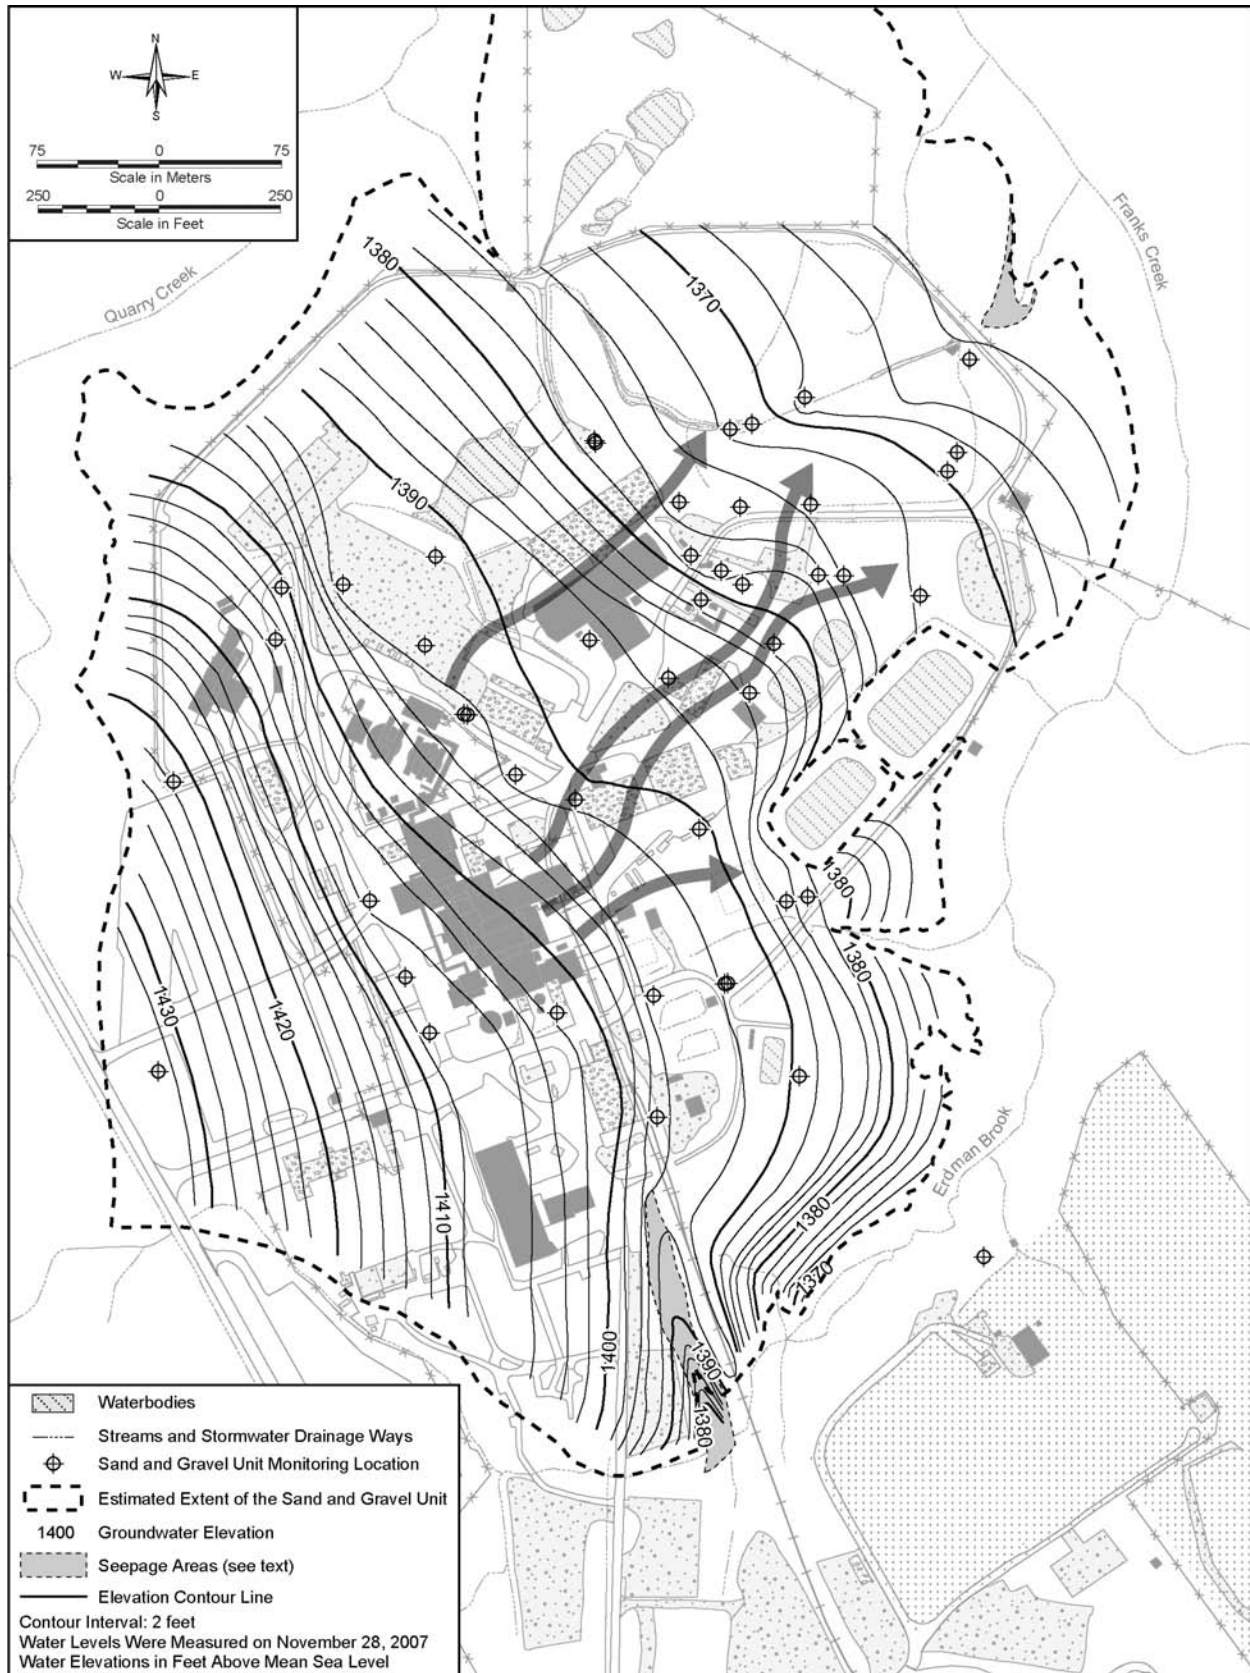 N
W E
S
75 0 75
Scale in Meters
250 0 250
Scale in Feet
Quarry Creek
Franks Creek
1380
1370
1390
1380
1430
1420
1380
Erdman Brook
1410
1380
1370
1400
1390
1380
Waterbodies
Streams and Stormwater Drainage Ways
Sand and Gravel Unit Monitoring Location
Estimated Extent of the Sand and Gravel Unit
1400 Groundwater Elevation
Seepage Areas (see text)
Elevation Contour Line
Contour Interval: 2 feet
Water Levels Were Measured on November 28, 2007
Water Elevations in Feet Above Mean Sea Level